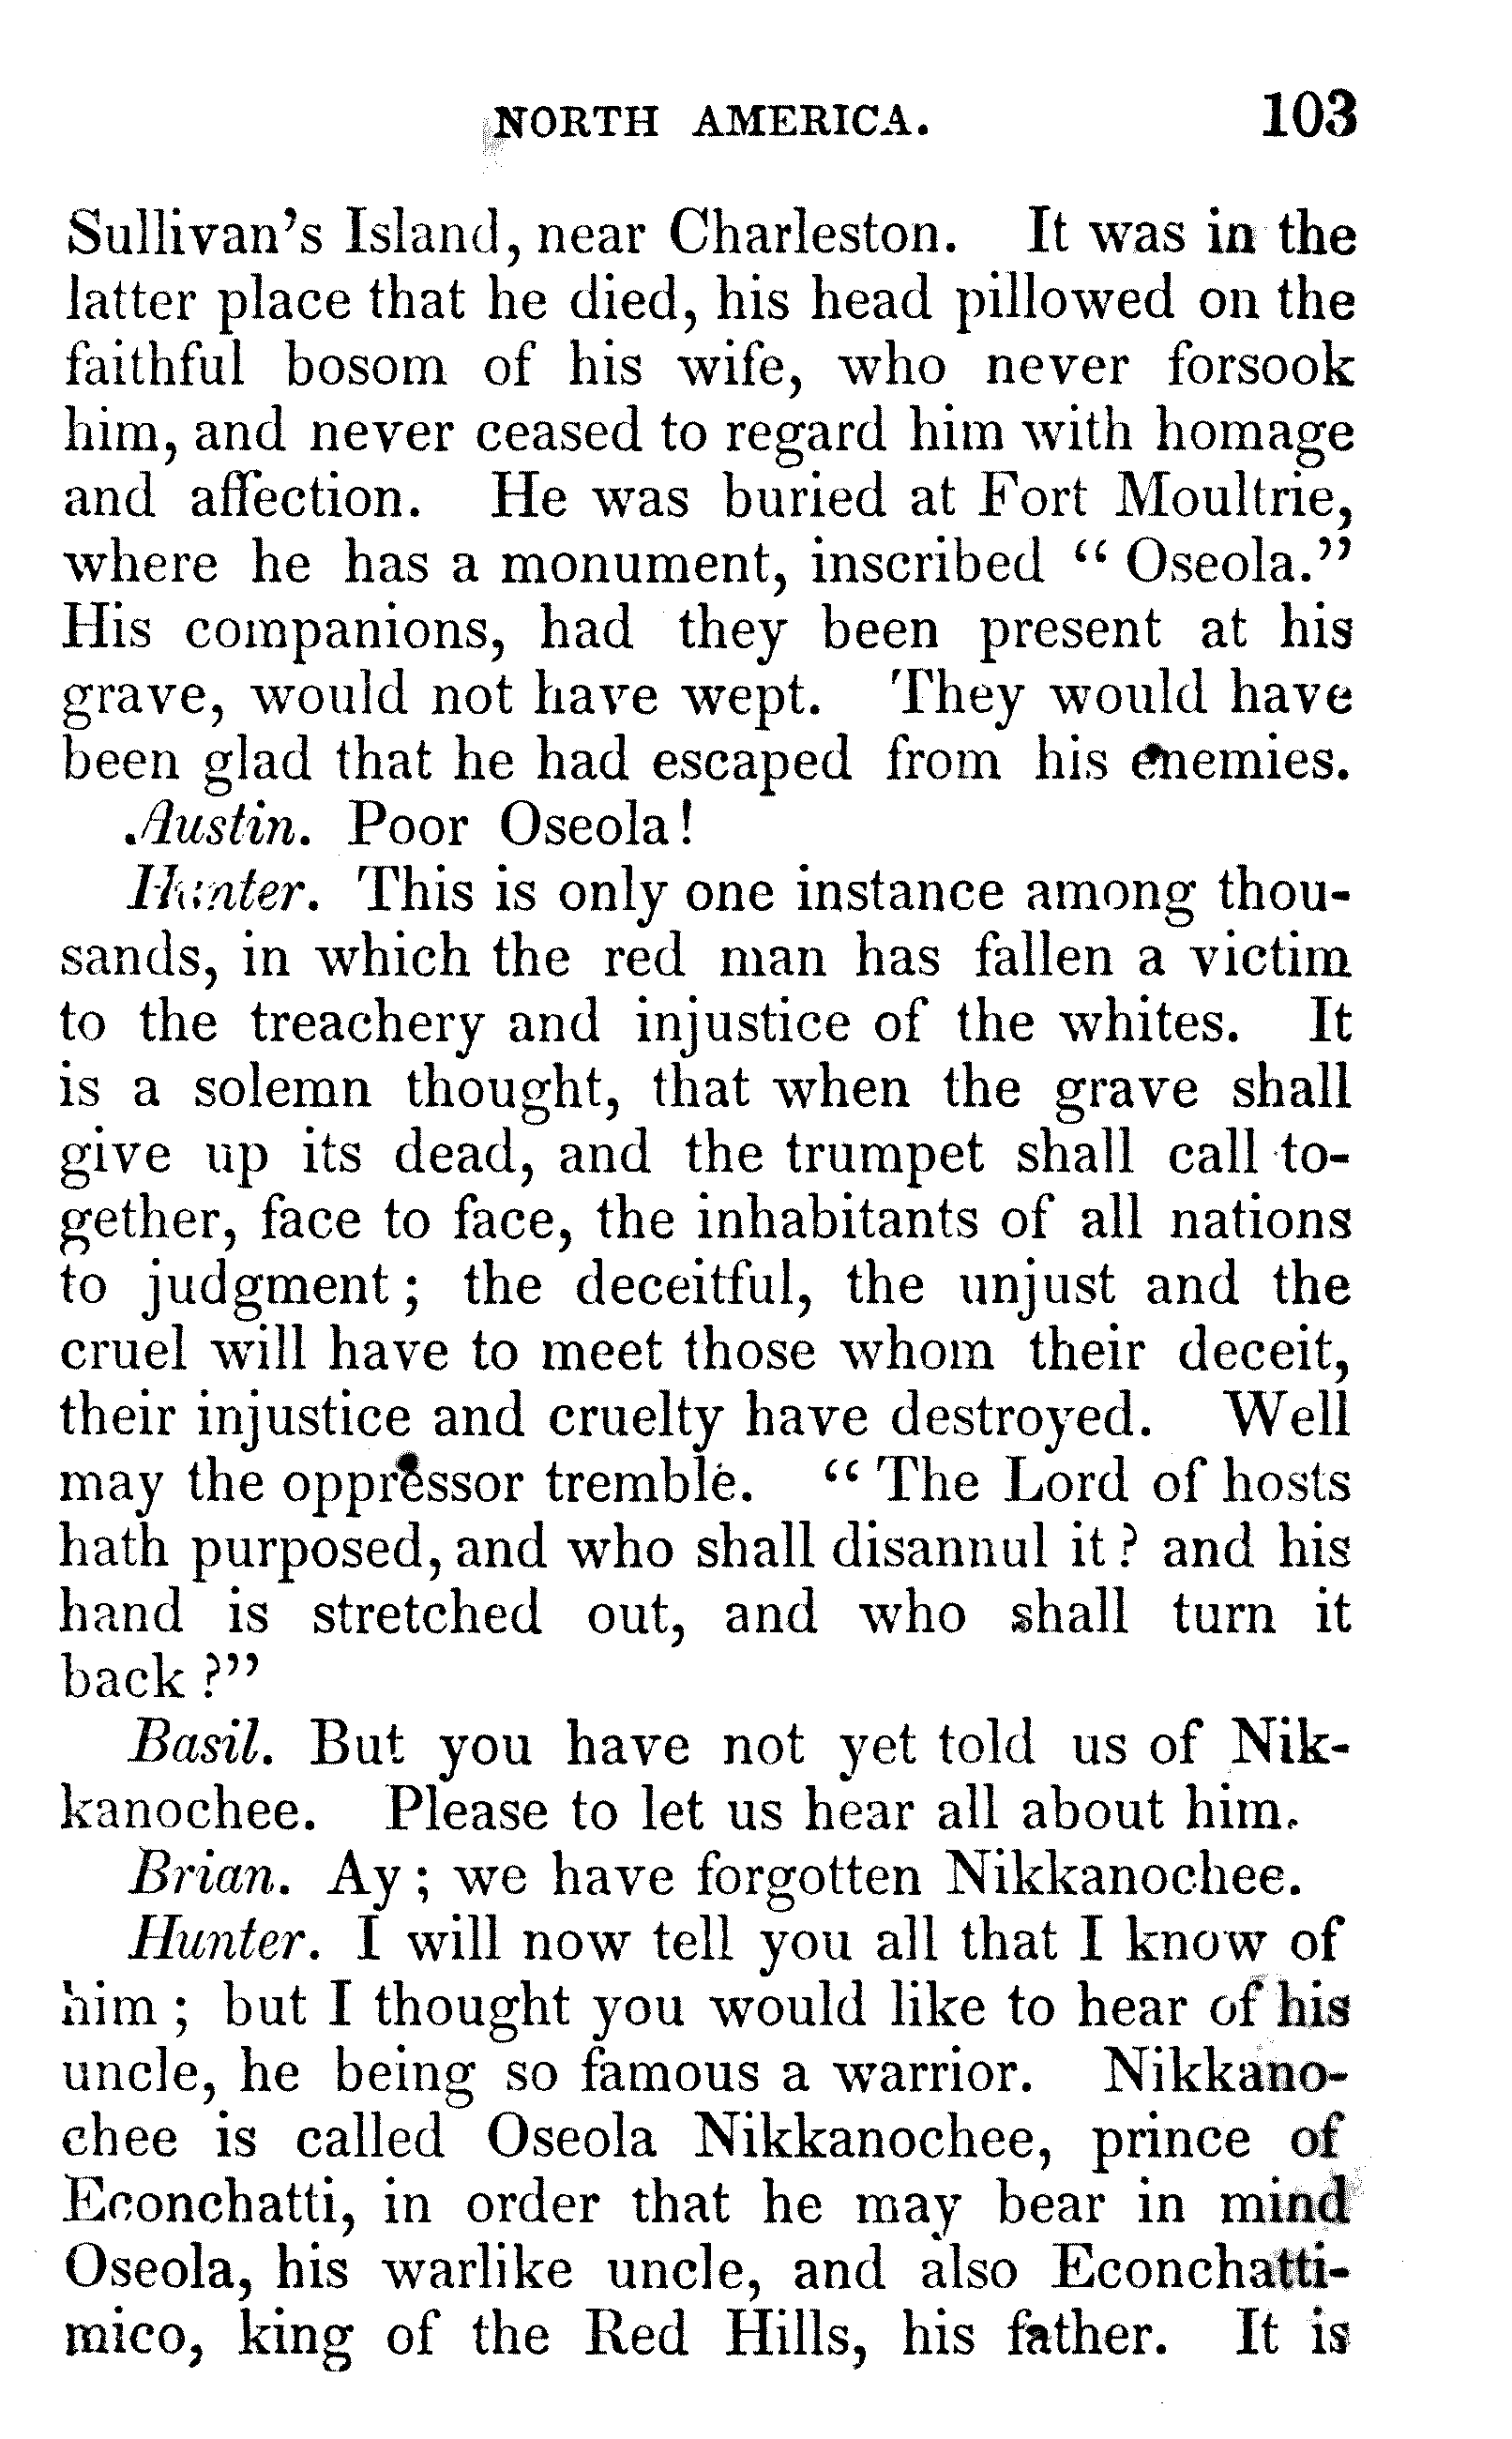 NORTH AMERICA. 103
Sullivan's Island, near Charleston. It was in the
latter place that he died, his head pillowed on the
faithful bosom of his wife, who never forsook
him, and never ceased to regard him with homage
and affection. He was buried at Fort Moultrie,
where he has a monument, inscribed "Oseola."
His companions, had they been present at his
grave, would not have wept. They would have
been glad that he had escaped from his enemies.
Austin. Poor Oseola!
Hunter. This is only one instance among thou-
sands, in which the red man has fallen a victim
to the treachery and injustice of the whites. It
is a solemn thought, that when the grave shall
give up its dead, and the trumpet shall call to-
gether, face to face, the inhabitants of all nations
to judgment; the deceitful, the unjust and the
cruel will have to meet those whom their deceit,
their injustice and cruelty have destroyed. Well
may the oppressor tremble. "The Lord of hosts
hath purposed, and who shall disannul it? and his
hand is stretched out, and who shall turn it
back?"
Basil. But you have not yet told us of Nik-
kanochee. Please to let us hear all about him.
Brian. Ay; we have forgotten Nikkanochee.
Hunter. I will now tell you all that I know of
him; but I thought you would like to hear of his
uncle, he being so famous a warrior. Nikkano-
chee is called Oseola Nikkanochee, prince of
Econchatti, in order that he may bear in mind
Oseola, his warlike uncle, and also Econchatti-
mico, king of the Red Hills, his father. It is